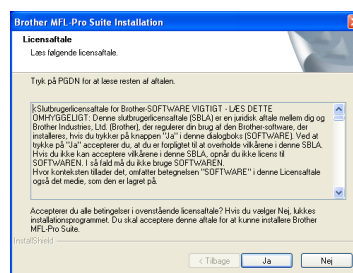 Brother MFL-Pro Suite Installation
Licensaftale
Læs følgende licensaftale.
Tryk på PGDN for at læse resten af aftalen.
kSlutbrugerlicensaftale for Brother-SOFTWARE VIGTIGT - LÆS DETTE
OMHYGGELIGT: Denne slutbrugerlicensaftale (SBLA) er en juridisk aftale mellem dig og
Brother Industries, Ltd. (Brother), der regulerer din brug af den Brother-software, der
installeres, hvis du trykker på knappen "Ja" i denne dialogboks (SOFTWARE). Ved at
trykke på "Ja" accepterer du, at du er forpligtet til at overholde vilkårene i denne SBLA.
Hvis du ikke kan acceptere vilkårene i denne SBLA, opnår du ikke licens til
SOFTWAREN. I så fald må du ikke bruge SOFTWAREN.
Hvor konteksten tillader det, omfatter betegnelsen "SOFTWARE" i denne Licensaftale
også det medie, som den er lagret på.
Accepterer du alle betingelser i ovenstående licensaftale? Hvis du vælger Nej, lukkes
installationsprogrammet. Du skal acceptere denne aftale for at kunne installere Brother
MFL-Pro Suite.
InstallShield
< Tilbage
Ja
Nej